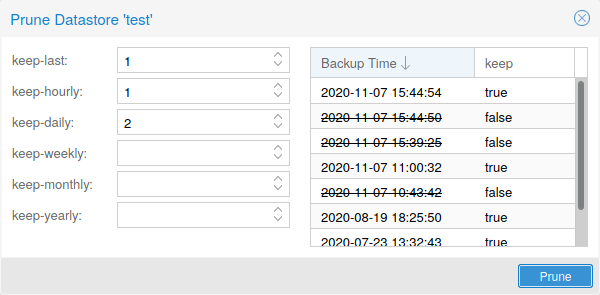 Prune Datastore 'test'
keep-last: 1
keep-hourly: 1
keep-daily: 2
keep-weekly:
keep-monthly:
keep-yearly:
Backup Time keep
2020-11-07 15:44:54 true
2020-11-07 15:44:50 false
2020-11-07 15:39:25 false
2020-11-07 11:00:32 true
2020-11-07 10:43:42 false
2020-08-19 18:25:50 true
2020-07-23 13:32:43 true
Prune